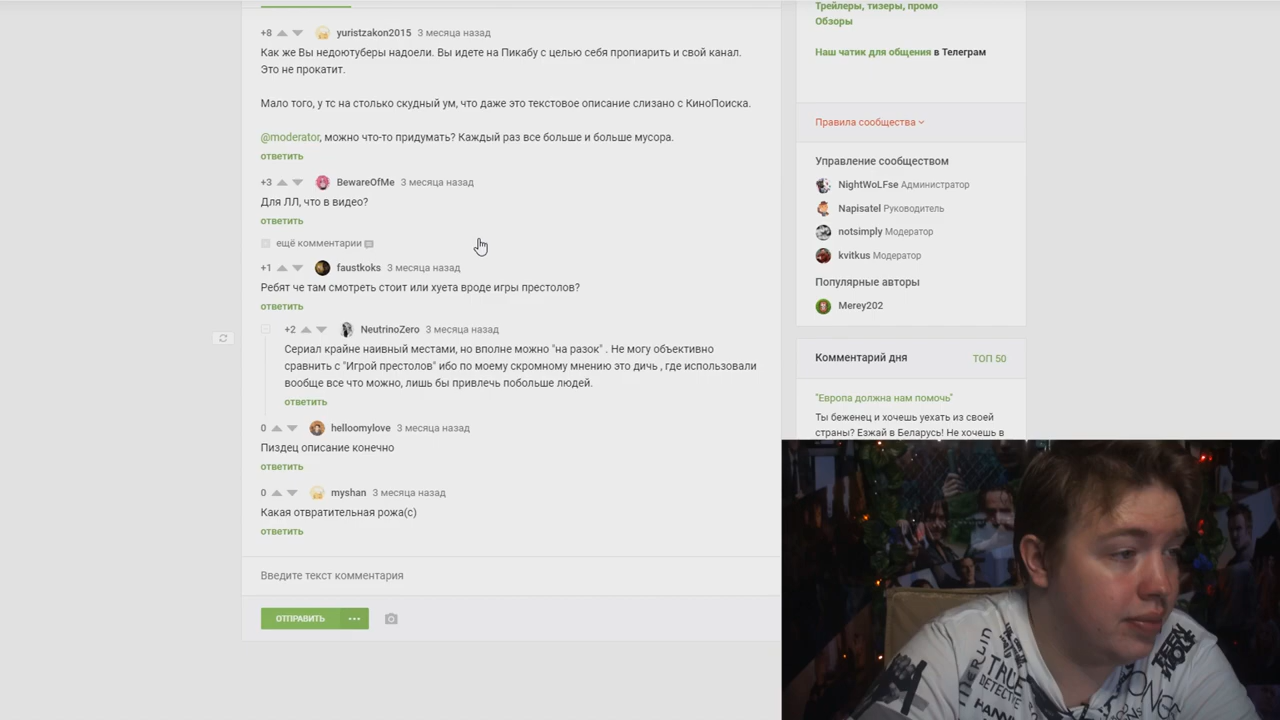 +8 yuristzakon2015 3 месяца назад
Как же Вы недоютуберы надоели. Вы идете на Пикабу с целью себя пропиарить и свой канал.
Это не прокатит.
Мало того, у тс на столько скудный ум, что даже это текстовое описание слизано с КиноПоиска.
@moderator, можно что-то придумать? Каждый раз все больше и больше мусора.
ответить
+3 BewareOfMe 3 месяца назад
Для ЛЛ, что в видео?
ответить
ещё комментарии
+1 faustkoks 3 месяца назад
Ребят че там смотреть стоит или хуета вроде игры престолов?
ответить
+2 NeutrinoZero 3 месяца назад
Сериал крайне наивный местами, но вполне можно "на разок" . Не могу объективно
сравнить с "Игрой престолов" ибо по моему скромному мнению это дичь , где использовали
вообще все что можно, лишь бы привлечь побольше людей.
ответить
0 helloomylove 3 месяца назад
Пиздец описание конечно
ответить
0 myshan 3 месяца назад
Какая отвратительная рожа(с)
ответить
Введите текст комментария
ОТПРАВИТЬ
Трейлеры, тизеры, промо
Обзоры
Наш чатик для общения в Телеграм
Правила сообщества
Управление сообществом
NightWoLFse Администратор
Napisatel Руководитель
notsimply Модератор
kvitkus Модератор
Популярные авторы
Merey202
Комментарий дня ТОП 50
"Европа должна нам помочь"
Ты беженец и хочешь уехать из своей
страны? Езжай в Беларусь! Не хочешь в
TRUE
DETECTIVE